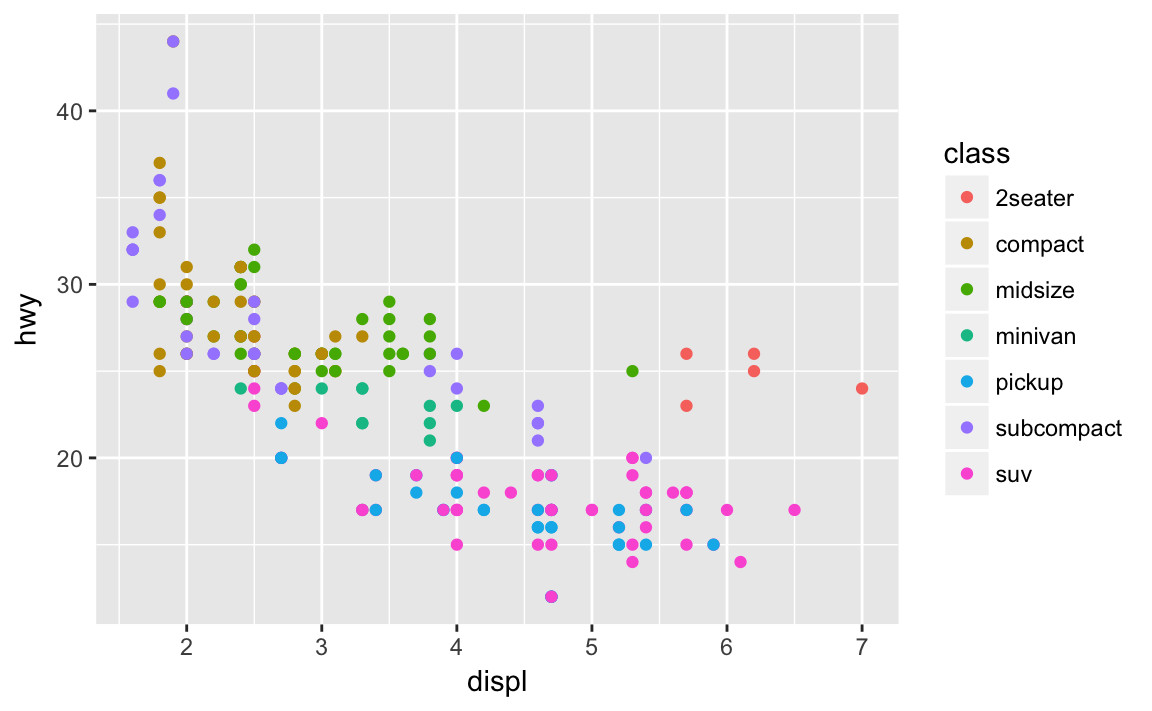 40
30
20
hwy
2 3 4 5 6 7
displ
class
2seater
compact
midsize
minivan
pickup
subcompact
suv